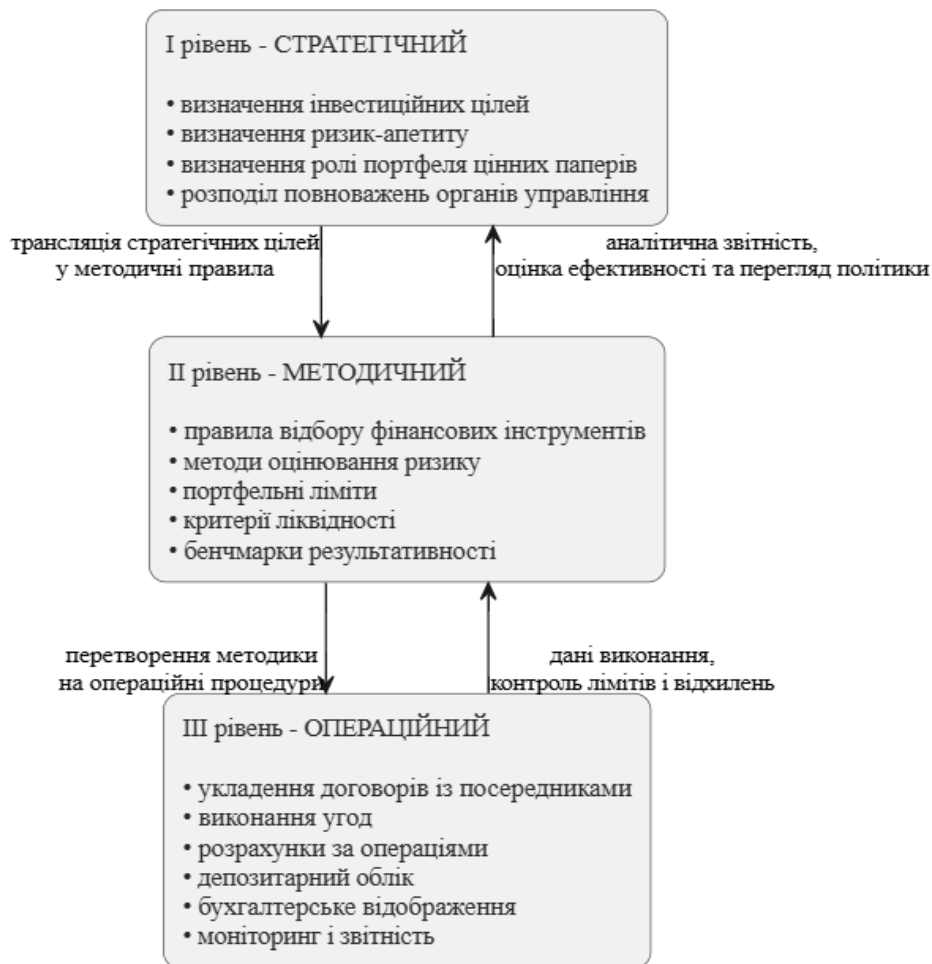 I рівень - СТРАТЕГІЧНИЙ
• визначення інвестиційних цілей
• визначення ризик-апетиту
• визначення ролі портфеля цінних паперів
• розподіл повноважень органів управління
трансляція стратегічних цілей
у методичні правила
аналітична звітність,
оцінка ефективності та перегляд політики
II рівень - МЕТОДИЧНИЙ
• правила відбору фінансових інструментів
• методи оцінювання ризику
• портфельні ліміти
• критерії ліквідності
• бенчмарки результативності
перетворення методики
на операційні процедури
дані виконання,
контроль лімітів і відхилень
III рівень - ОПЕРАЦІЙНИЙ
• укладення договорів із посередниками
• виконання угод
• розрахунки за операціями
• депозитарний облік
• бухгалтерське відображення
• моніторинг і звітність